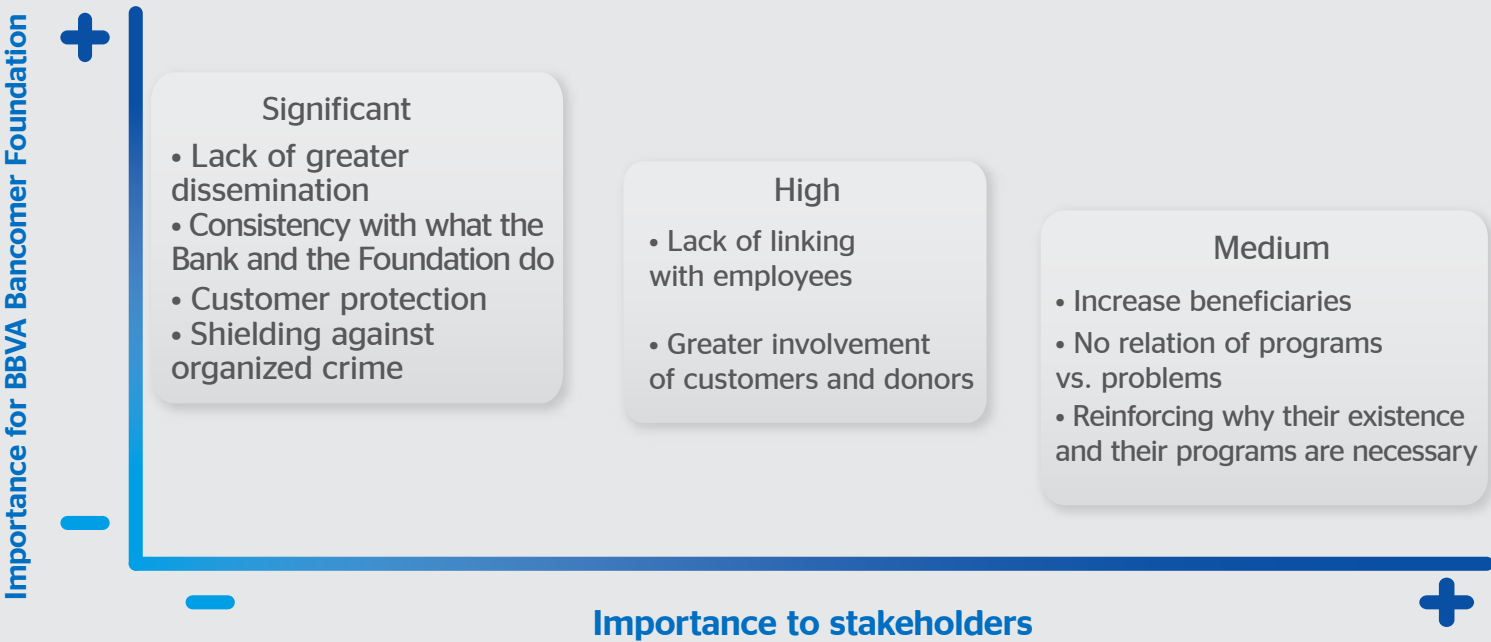 Importance for BBVA Bancomer Foundation
Significant
• Lack of greater
dissemination
• Consistency with what the
Bank and the Foundation do
• Customer protection
• Shielding against
organized crime
High
• Lack of linking
with employees
• Greater involvement
of customers and donors
Medium
• Increase beneficiaries
• No relation of programs
vs. problems
• Reinforcing why their existence
and their programs are necessary
Importance to stakeholders